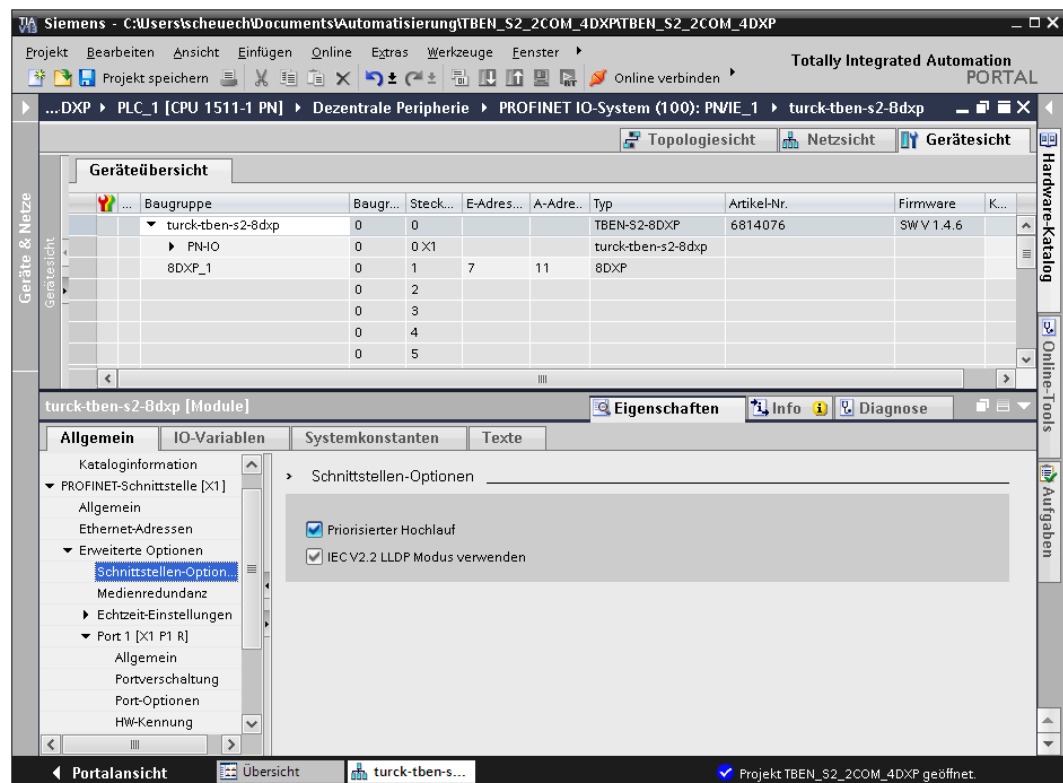 Siemens - C:\Users\scheuech\Documents\Automatisierung\TBEN_S2_2COM_4DXP\TBEN_S2_2COM_4DXP
Projekt Bearbeiten Ansicht Einfügen Online Extras Werkzeuge Fenster
Totally Integrated Automation
PORTAL
Projekt speichern Online verbinden
...DXP PLC_1 [CPU 1511-1 PN] Dezentrale Peripherie PROFINET IO-System (100): PN/IE_1 turck-tben-s2-8dxp
Topologiesicht Netzsicht Gerätesicht
Geräteübersicht
... Baugruppe Baugr... Steck... E-Adres... A-Adre... Typ Artikel-Nr. Firmware K...
turck-tben-s2-8dxp 0 0 TBEN-S2-8DXP 6814076 SW V 1.4.6
PN-IO 0 0 X1 turck-tben-s2-8dxp
8DXP_1 0 1 7 11 8DXP
0 2
0 3
0 4
0 5
turck-tben-s2-8dxp [Module]
Eigenschaften Info Diagnose
Allgemein IO-Variablen Systemkonstanten Texte
Kataloginformation
PROFINET-Schnittstelle [X1]
Allgemein
Ethernet-Adressen
Erweiterte Optionen
Schnittstellen-Option...
Medienredundanz
Echtzeit-Einstellungen
Port 1 [X1 P1 R]
Allgemein
Portverschaltung
Port-Optionen
HW-Kennung
Schnittstellen-Optionen
Priorisierter Hochlauf
IEC V2.2 LLDP Modus verwenden
Geräte & Netze
Gerätesicht
Hardware-Katalog
Online-Tools
Aufgaben
Portalansicht Übersicht turck-tben-s... Projekt TBEN_S2_2COM_4DXP geöffnet.